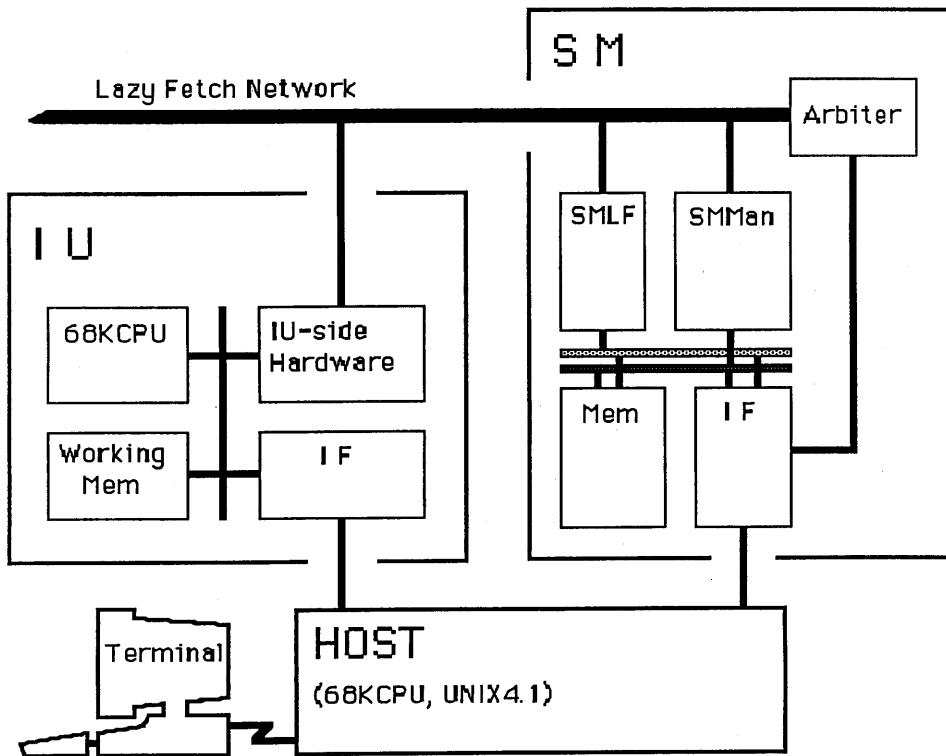 S M
Lazy Fetch Network
Arbiter
SMLF
SMMan
I U
68KCPU
IU-side
Hardware
Mem
I F
Working
Mem
I F
Terminal
HOST
(68KCPU, UNIX4.1)